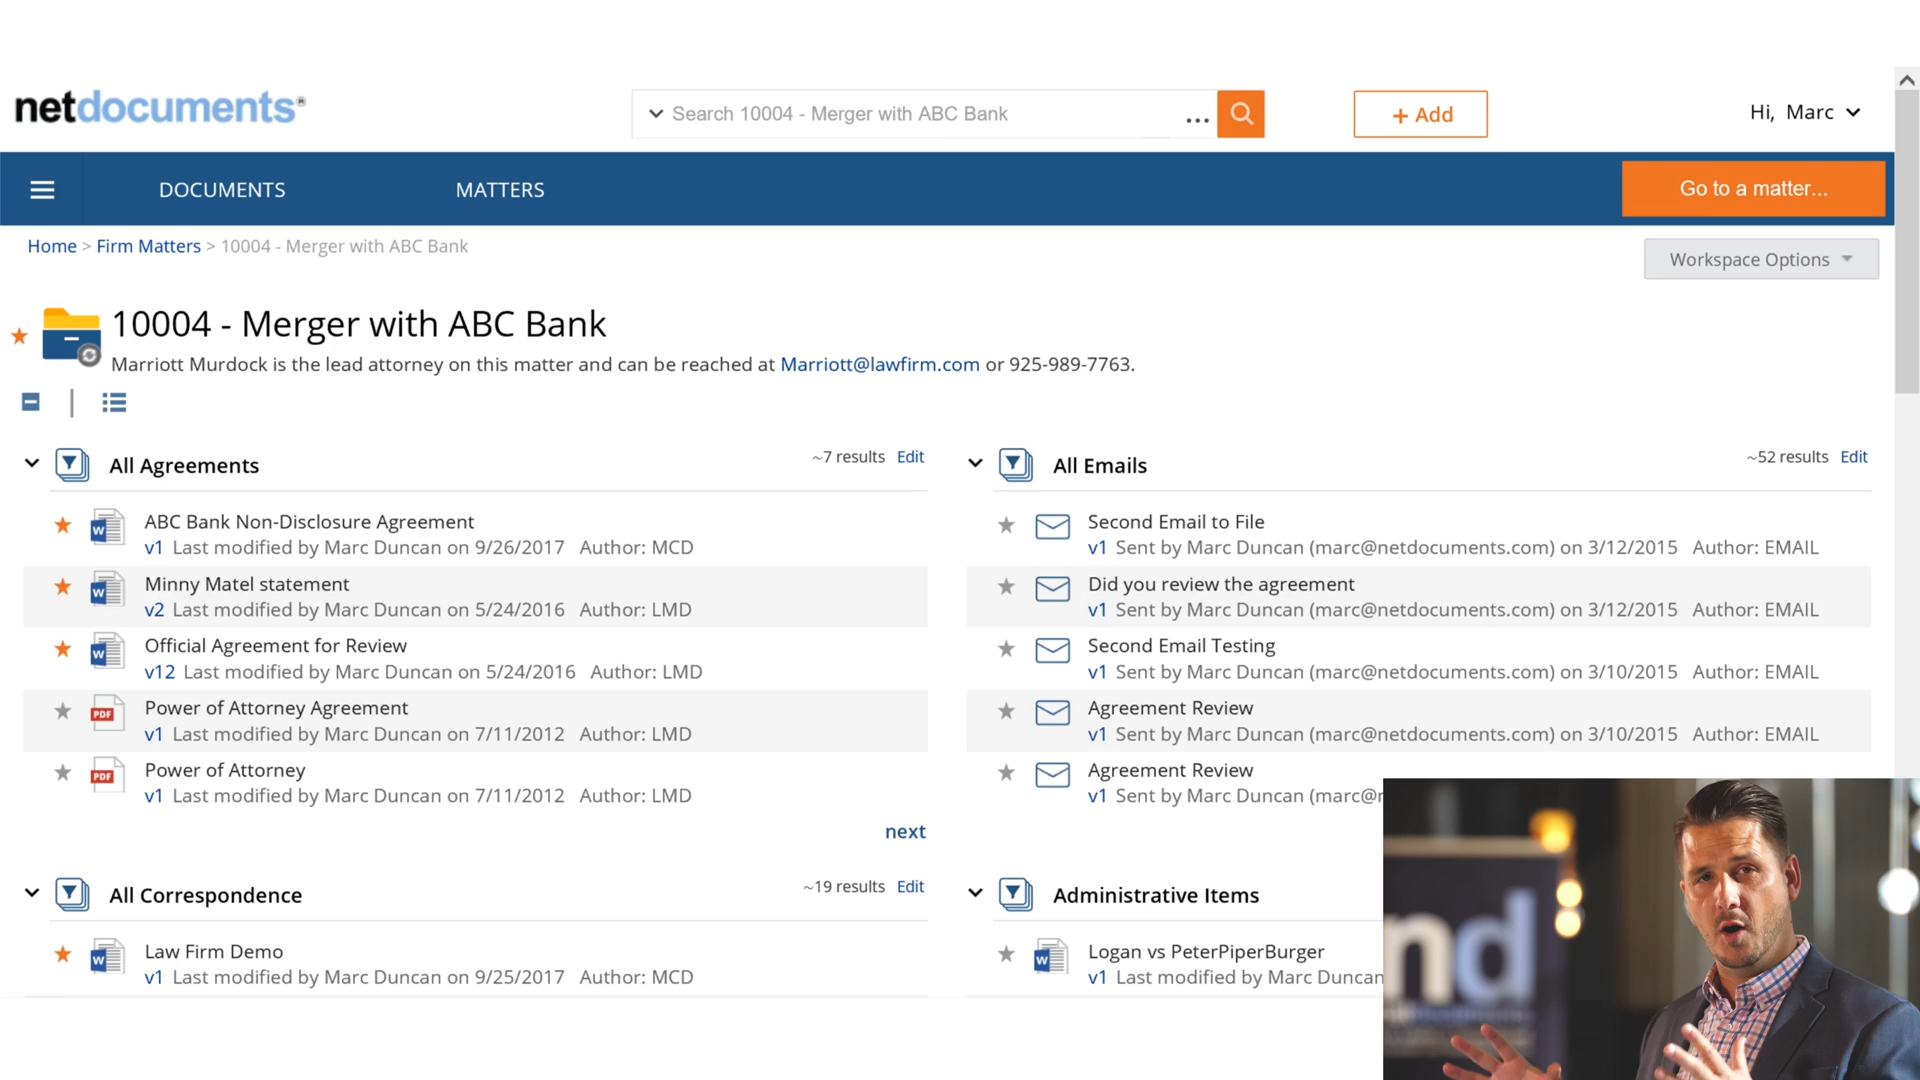 netdocuments®
Search 10004 - Merger with ABC Bank
...
+ Add
Hi, Marc
DOCUMENTS
MATTERS
Go to a matter...
Home > Firm Matters > 10004 - Merger with ABC Bank
Workspace Options
10004 - Merger with ABC Bank
Marriott Murdock is the lead attorney on this matter and can be reached at Marriott@lawfirm.com or 925-989-7763.
All Agreements
~7 results Edit
ABC Bank Non-Disclosure Agreement
v1 Last modified by Marc Duncan on 9/26/2017 Author: MCD
Minny Matel statement
v2 Last modified by Marc Duncan on 5/24/2016 Author: LMD
Official Agreement for Review
v12 Last modified by Marc Duncan on 5/24/2016 Author: LMD
PDF
Power of Attorney Agreement
v1 Last modified by Marc Duncan on 7/11/2012 Author: LMD
PDF
Power of Attorney
v1 Last modified by Marc Duncan on 7/11/2012 Author: LMD
next
All Emails
~52 results Edit
Second Email to File
v1 Sent by Marc Duncan (marc@netdocuments.com) on 3/12/2015 Author: EMAIL
Did you review the agreement
v1 Sent by Marc Duncan (marc@netdocuments.com) on 3/12/2015 Author: EMAIL
Second Email Testing
v1 Sent by Marc Duncan (marc@netdocuments.com) on 3/10/2015 Author: EMAIL
Agreement Review
v1 Sent by Marc Duncan (marc@netdocuments.com) on 3/10/2015 Author: EMAIL
Agreement Review
v1 Sent by Marc Duncan (marc@
All Correspondence
~19 results Edit
Law Firm Demo
v1 Last modified by Marc Duncan on 9/25/2017 Author: MCD
Administrative Items
Logan vs PeterPiperBurger
v1 Last modified by Marc Duncan
nd